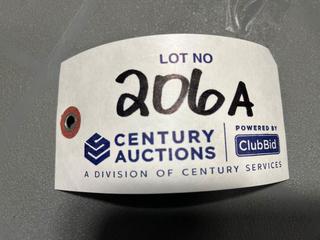 LOT NO
206A
CENTURY
AUCTIONS
POWERED BY
ClubBid
A DIVISION OF CENTURY SERVICES